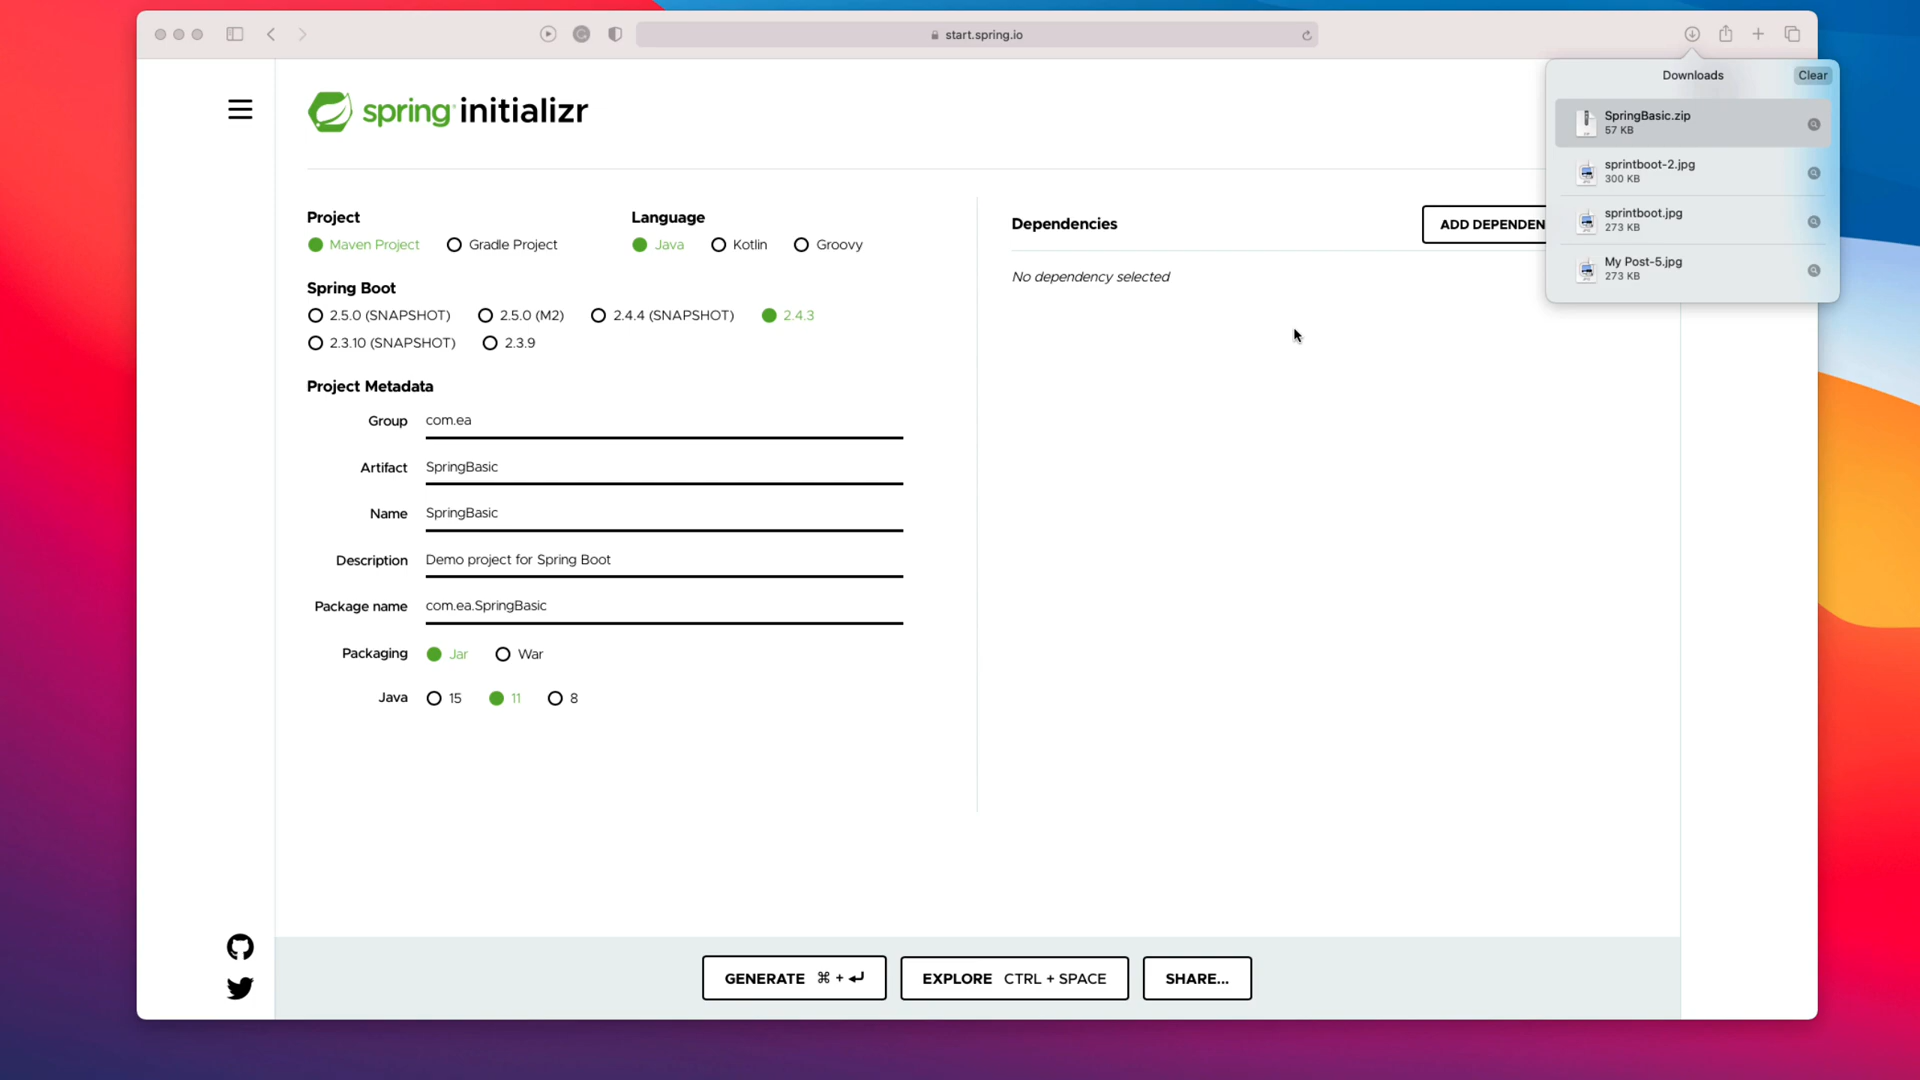 start.spring.io
Downloads
Clear
SpringBasic.zip
57 KB
sprintboot-2.jpg
300 KB
sprintboot.jpg
273 KB
My Post-5.jpg
273 KB
spring initializr
Project
Maven Project
Gradle Project
Language
Java
Kotlin
Groovy
Spring Boot
2.5.0 (SNAPSHOT)
2.5.0 (M2)
2.4.4 (SNAPSHOT)
2.4.3
2.3.10 (SNAPSHOT)
2.3.9
Project Metadata
Group com.ea
Artifact SpringBasic
Name SpringBasic
Description Demo project for Spring Boot
Package name com.ea.SpringBasic
Packaging Jar War
Java 15 11 8
Dependencies
ADD DEPENDEN
No dependency selected
GENERATE ⌘ + ↵
EXPLORE CTRL + SPACE
SHARE...